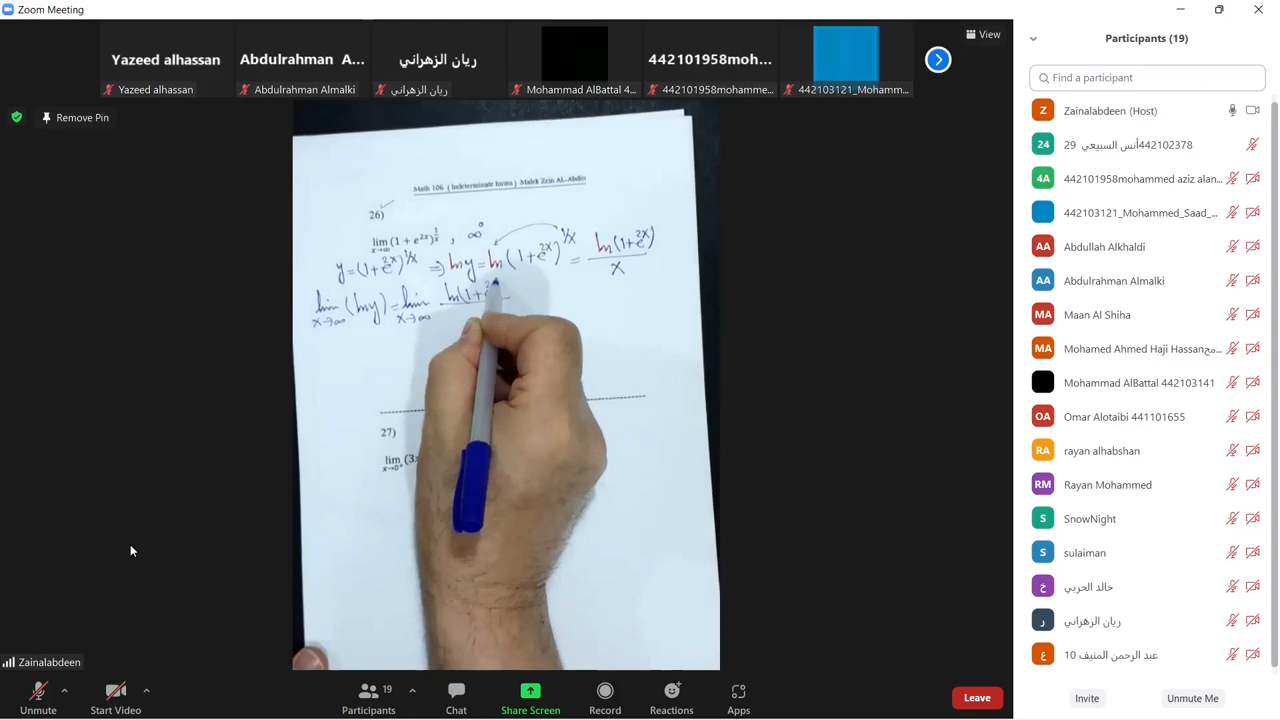 Zoom Meeting
Yazeed alhassan
Abdulrahman A...
ريان الزهراني
442101958moh...
Yazeed alhassan
Abdulrahman Almalki
ريان الزهراني
Mohammad AlBattal 4...
442101958mohamme...
442103121_Mohamm...
View
Remove Pin
Math 106 ( Indeterminate forms ) Malek Zein AL-Abdin
26)
lim x→∞ (1 + e^{2x})^{1/x} , ∞⁰
y = (1+e^{2x})^{1/x} ⇒ ln y = ln (1+e^{2x})^{1/x} = ln(1+e^{2x}) / x
lim x→∞ (ln y) = lim x→∞ ln(1+e^{2x}
27)
lim x→0⁺ (3x
Zainalabdeen
Participants (19)
Find a participant
Z Zainalabdeen (Host)
24 442102378أنس السبيعي 29
4A 442101958mohammed aziz alan...
442103121_Mohammed_Saad_...
AA Abdullah Alkhaldi
AA Abdulrahman Almalki
MA Maan Al Shiha
MA Mohamed Ahmed Haji Hassanمح...
Mohammad AlBattal 442103141
OA Omar Alotaibi 441101655
RA rayan alhabshan
RM Rayan Mohammed
S SnowNight
S sulaiman
خ خالد الحربي
ر ريان الزهراني
ع عبد الرحمن المنيف 10
Invite
Unmute Me
Unmute
Start Video
19
Participants
Chat
Share Screen
Record
Reactions
Apps
Leave